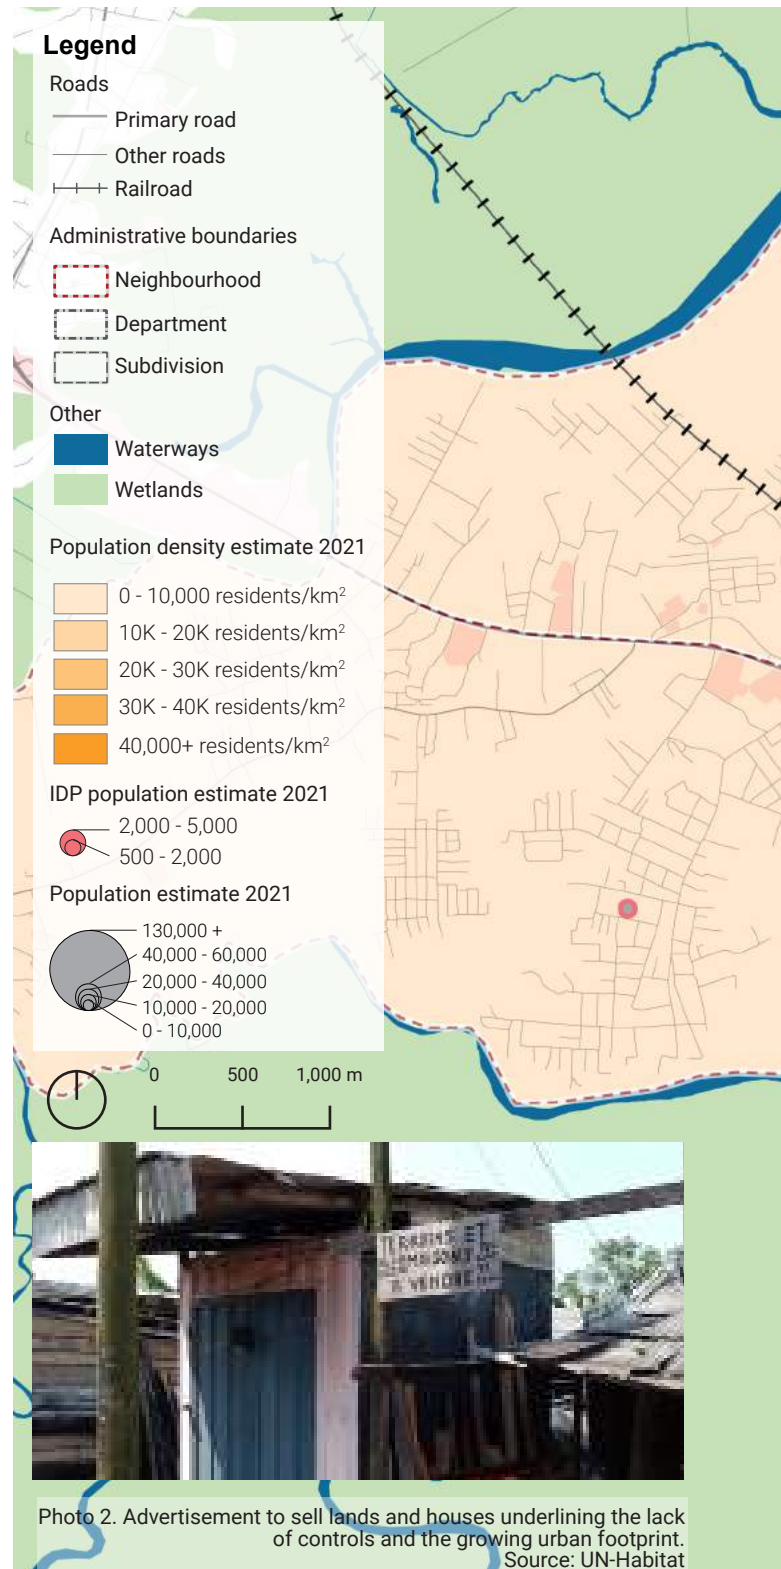 Legend
Roads
Primary road
Other roads
Railroad
Administrative boundaries
Neighbourhood
Department
Subdivision
Other
Waterways
Wetlands
Population density estimate 2021
0 - 10,000 residents/km²
10K - 20K residents/km²
20K - 30K residents/km²
30K - 40K residents/km²
40,000+ residents/km²
IDP population estimate 2021
2,000 - 5,000
500 - 2,000
Population estimate 2021
130,000 +
40,000 - 60,000
20,000 - 40,000
10,000 - 20,000
0 - 10,000
0 500 1,000 m
TERRAINS ET
A VENDRE
Photo 2. Advertisement to sell lands and houses underlining the lack
of controls and the growing urban footprint.
Source: UN-Habitat